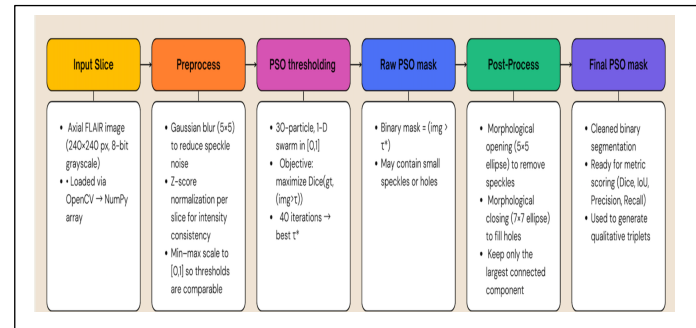 Input Slice
Preprocess
PSO thresholding
Raw PSO mask
Post-Process
Final PSO mask
• Axial FLAIR image
(240×240 px, 8-bit
grayscale)
• • Loaded via
OpenCV → NumPy
array
• Gaussian blur (5×5)
to reduce speckle
noise
• Z-score
normalization per
slice for intensity
consistency
• Min–max scale to
[0,1] so thresholds
are comparable
• 30-particle, 1-D
swarm in [0,1]
• Objective:
maximize Dice(gt,
(img>τ))
• 40 iterations →
best τ*
• Binary mask = (img >
τ*)
• May contain small
speckles or holes
• Morphological
opening (5×5
ellipse) to remove
speckles
• Morphological
closing (7×7 ellipse)
to fill holes
• Keep only the
largest connected
component
• Cleaned binary
segmentation
• Ready for metric
scoring (Dice, IoU,
Precision, Recall)
• Used to generate
qualitative triplets